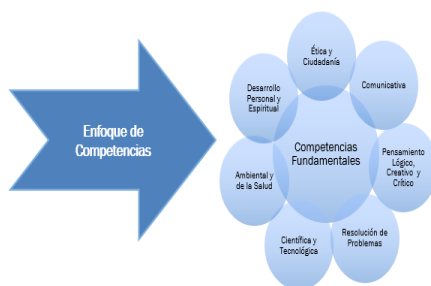 Enfoque de
Competencias
Ética y
Ciudadanía
Comunicativa
Pensamiento
Lógico,
Creativo y
Crítico
Resolución de
Problemas
Científica y
Tecnológica
Ambiental y
de la Salud
Desarrollo
Personal y
Espiritual
Competencias
Fundamentales